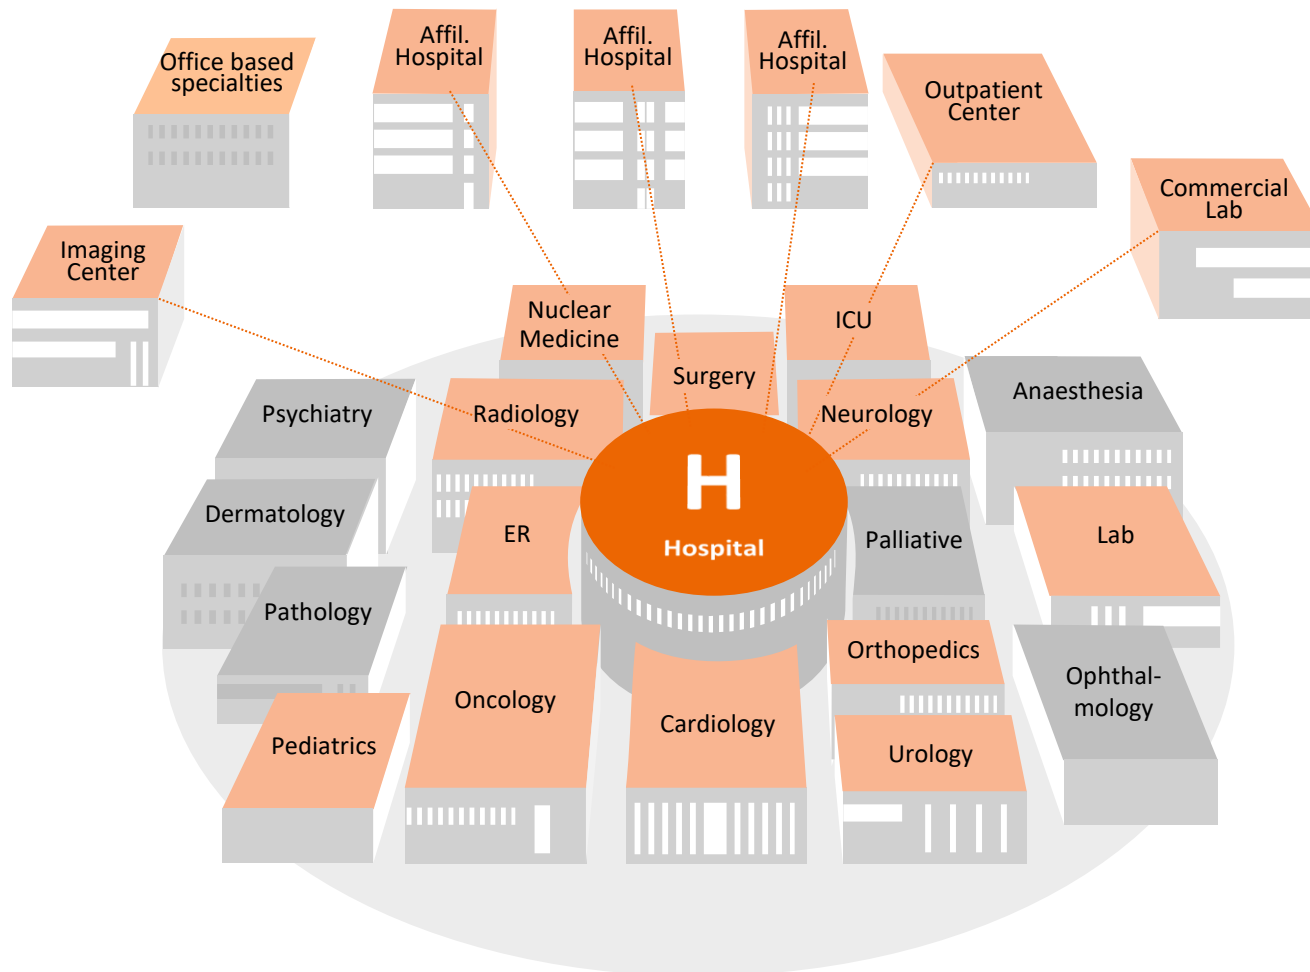 Office based
specialties
Affil.
Hospital
Affil.
Hospital
Affil.
Hospital
Outpatient
Center
Commercial
Lab
Imaging
Center
Nuclear
Medicine
Surgery
ICU
Psychiatry
Radiology
Neurology
Anaesthesia
Dermatology
ER
H
Hospital
Palliative
Lab
Pathology
Oncology
Cardiology
Orthopedics
Ophthal-
mology
Pediatrics
Urology